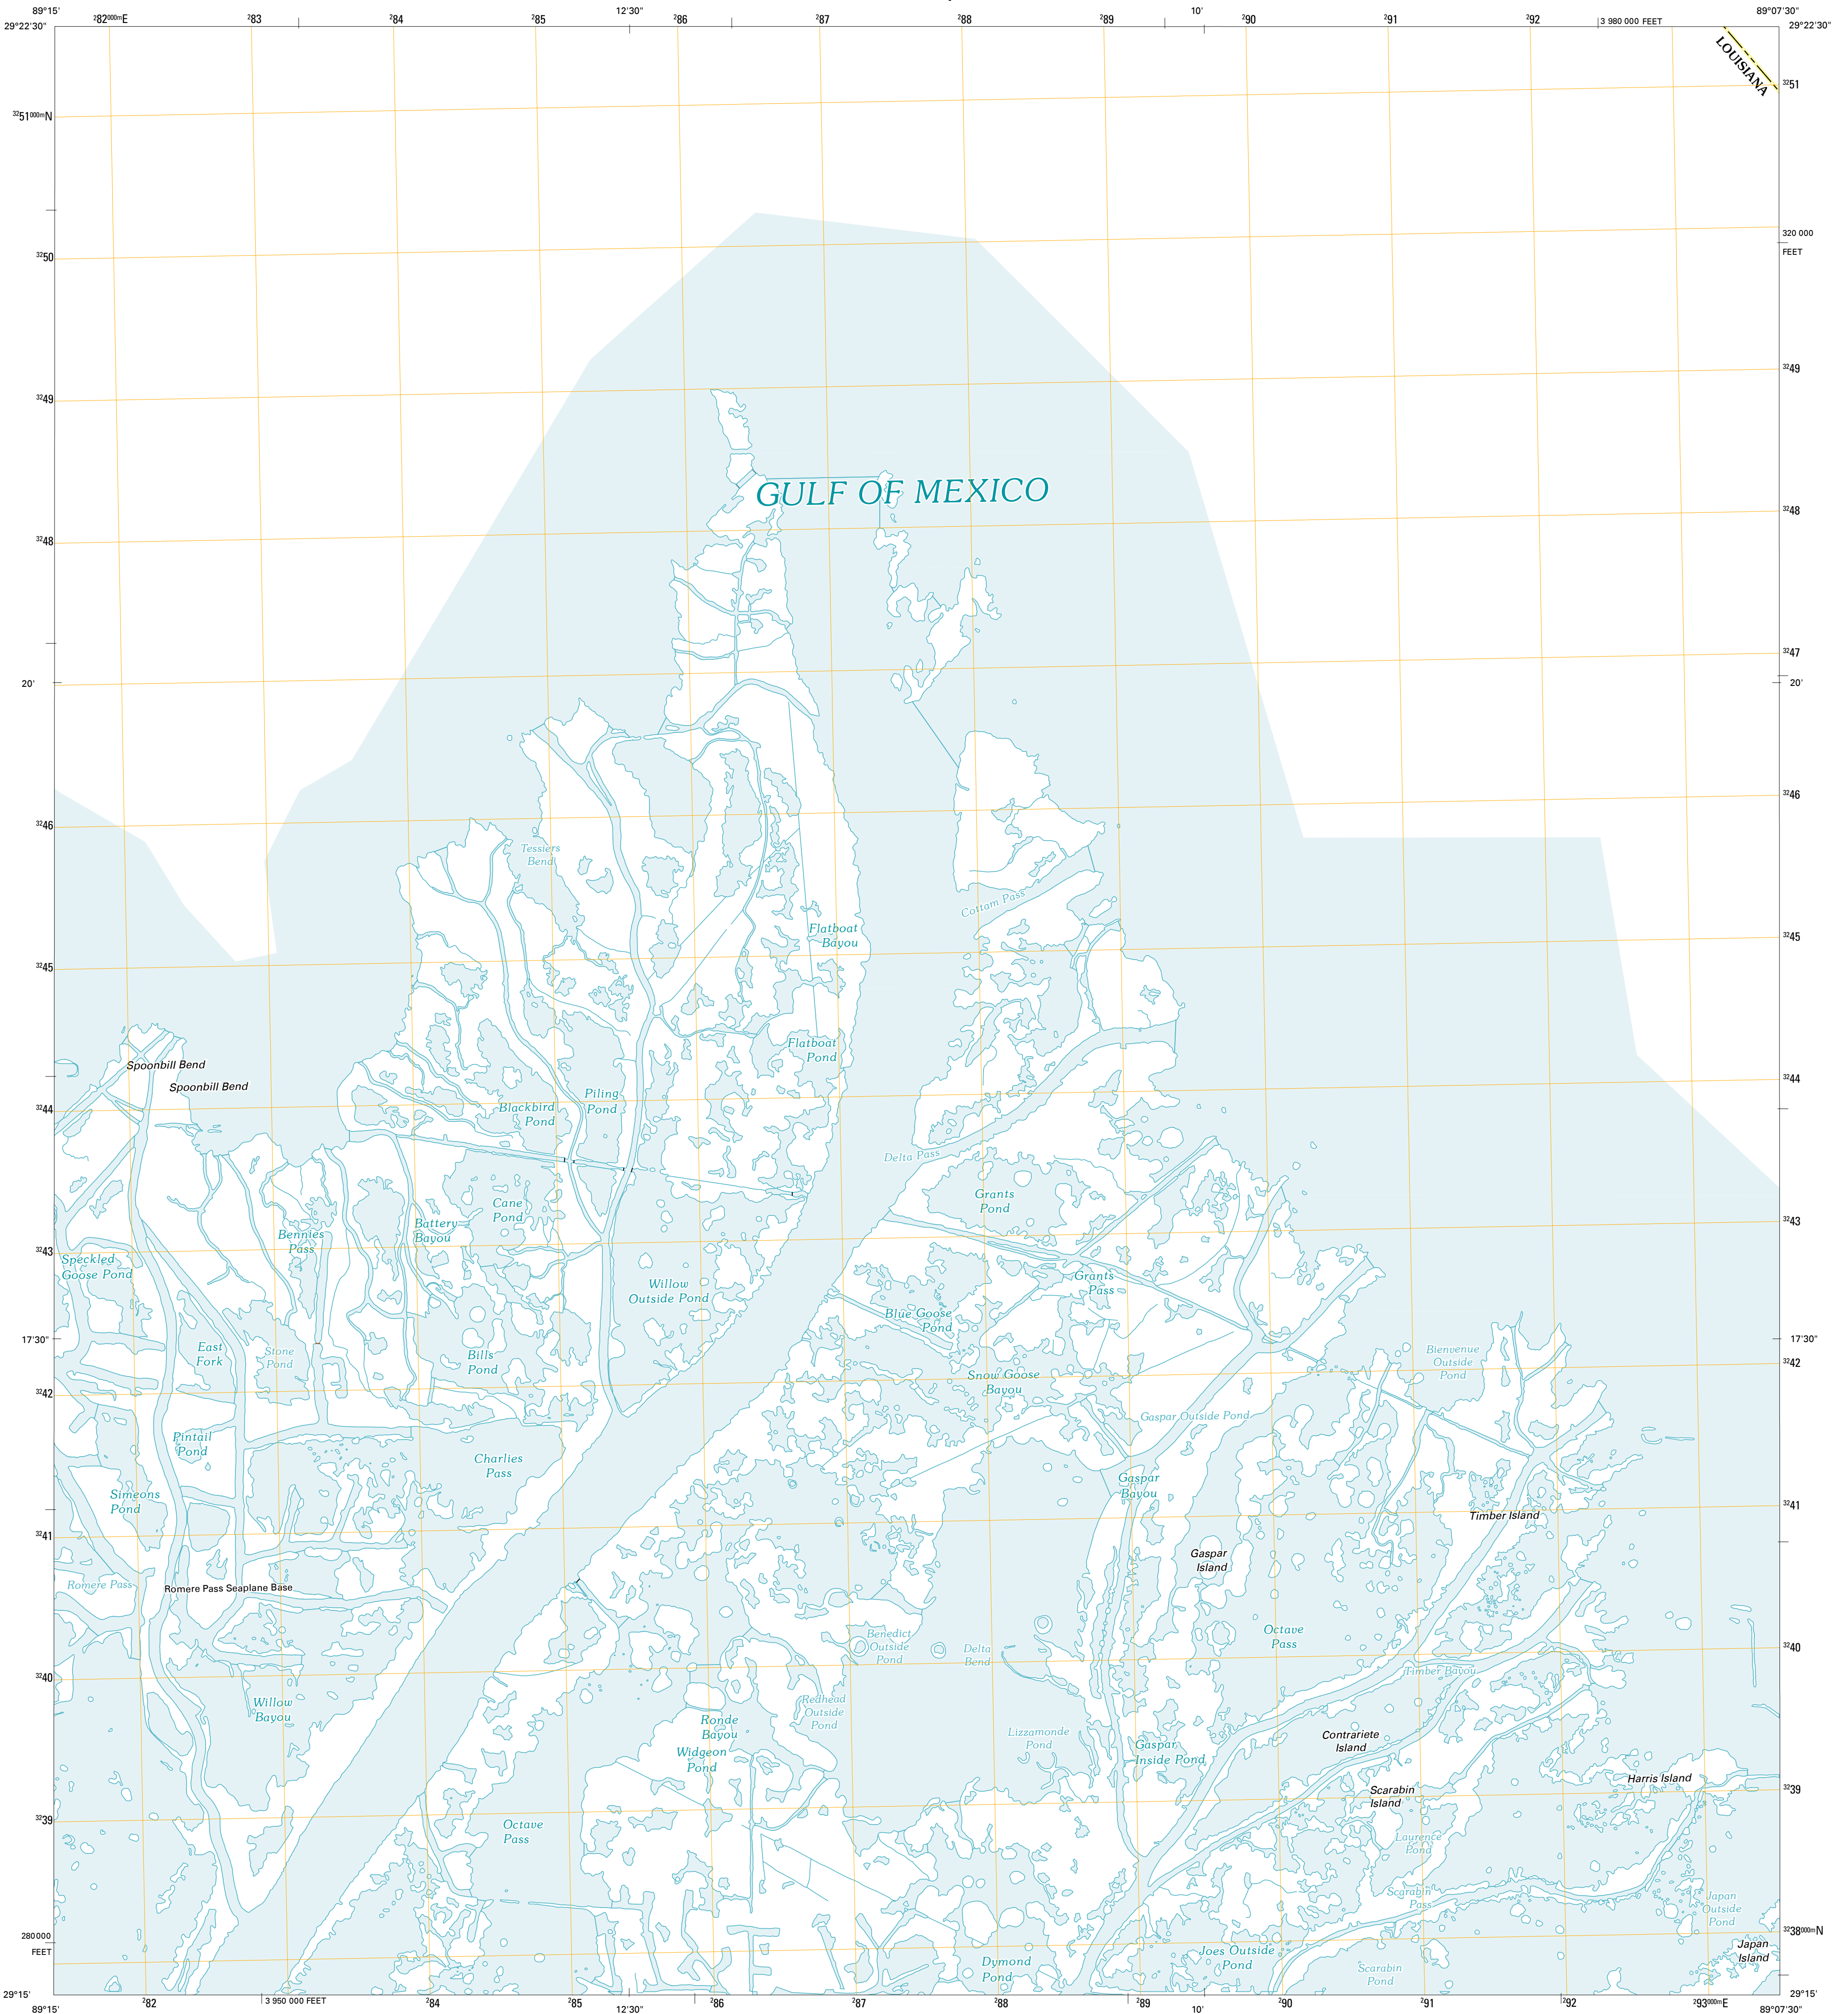 89°15' ²82⁰⁰⁰ᵐE ²83 ²84 ²85 12'30" ²86 ²87 ²88 ²89 10' ²90 ²91 ²92 3 980 000 FEET 89°07'30"
29°22'30" 29°22'30"
LOUISIANA
³²51
³²51⁰⁰⁰ᵐN
320 000
FEET
³²50
³²49
³²49
GULF OF MEXICO
³²48
³²48
³²47
20' 20'
³²46
³²46
Tessiers
Bend
Cottam Pass
Flatboat
Bayou
³²45
³²45
Flatboat
Pond
Spoonbill Bend
Spoonbill Bend
³²44
³²44
Piling
Pond
Blackbird
Pond
Delta Pass
Grants
Pond
Cane
Pond
Battery
Bayou
Bennies
Pass
³²43
³²43
Speckled
Goose Pond
Grants
Pass
Willow
Outside Pond
Blue Goose
Pond
17'30" 17'30"
East
Fork
Stone
Pond
Bills
Pond
Bienvenue
Outside
Pond
³²42
³²42
Snow Goose
Bayou
Gaspar Outside Pond
Pintail
Pond
Charlies
Pass
Gaspar
Bayou
Simeons
Pond
³²41
³²41
Timber Island
Gaspar
Island
Romere Pass
Romere Pass Seaplane Base
Octave
Pass
Benedict
Outside
Pond
Delta
Bend
³²40
³²40
Timber Bayou
Willow
Bayou
Redhead
Outside
Pond
Ronde
Bayou
Lizzamonde
Pond
Contrariete
Island
Widgeon
Pond
Gaspar
Inside Pond
Harris Island
Scarabin
Island
³²39
³²39
Octave
Pass
Laurence
Pond
Scarabin
Pass
Japan
Outside
Pond
³²38⁰⁰⁰ᵐN
280 000
FEET
Joes Outside
Pond
Japan
Island
Dymond
Pond
Scarabin
Pond
29°15' 29°15'
89°15' ²82 3 950 000 FEET ²84 ²85 12'30" ²86 ²87 ²88 ²89 10' ²90 ²91 ²92 ²93⁰⁰⁰ᵐE 89°07'30"